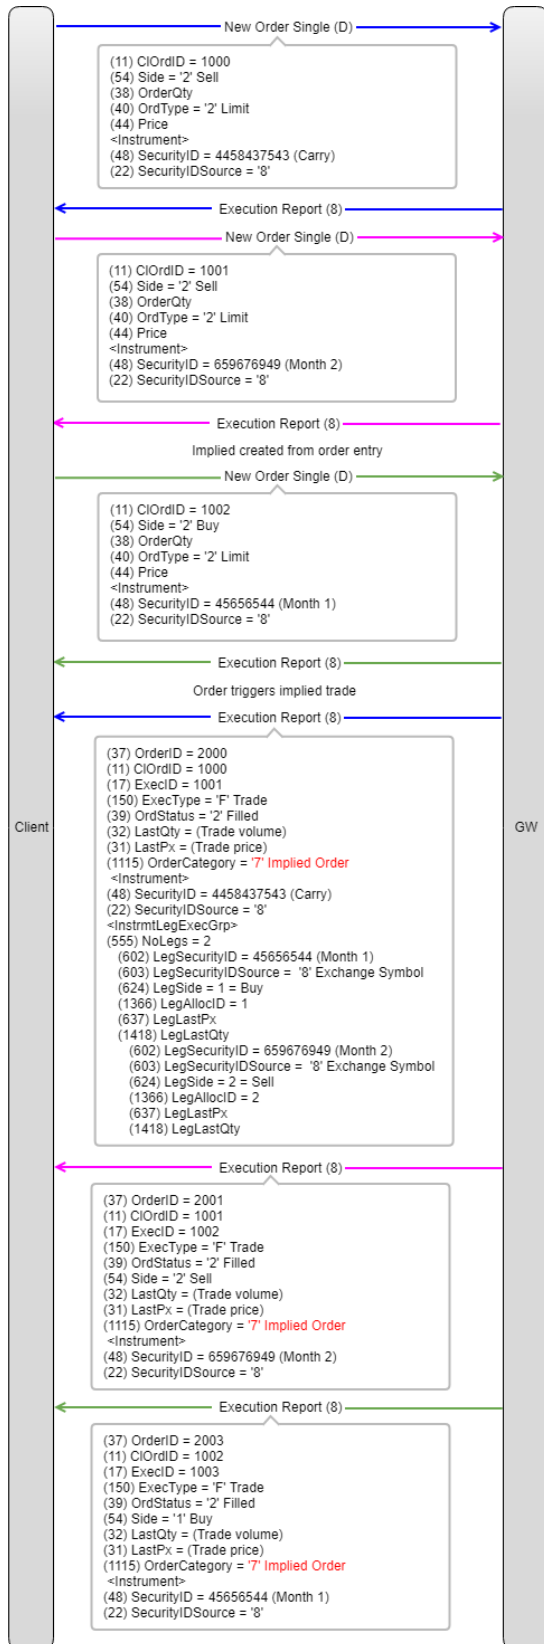 New Order Single (D)
(11) ClOrdID = 1000
(54) Side = '2' Sell
(38) OrderQty
(40) OrdType = '2' Limit
(44) Price
<Instrument>
(48) SecurityID = 4458437543 (Carry)
(22) SecurityIDSource = '8'
Execution Report (8)
New Order Single (D)
(11) ClOrdID = 1001
(54) Side = '2' Sell
(38) OrderQty
(40) OrdType = '2' Limit
(44) Price
<Instrument>
(48) SecurityID = 659676949 (Month 2)
(22) SecurityIDSource = '8'
Execution Report (8)
Implied created from order entry
New Order Single (D)
(11) ClOrdID = 1002
(54) Side = '2' Buy
(38) OrderQty
(40) OrdType = '2' Limit
(44) Price
<Instrument>
(48) SecurityID = 45656544 (Month 1)
(22) SecurityIDSource = '8'
Execution Report (8)
Order triggers implied trade
Execution Report (8)
(37) OrderID = 2000
(11) ClOrdID = 1000
(17) ExecID = 1001
(150) ExecType = 'F' Trade
(39) OrdStatus = '2' Filled
(32) LastQty = (Trade volume)
(31) LastPx = (Trade price)
(1115) OrderCategory = '7' Implied Order
<Instrument>
(48) SecurityID = 4458437543 (Carry)
(22) SecurityIDSource = '8'
<InstrmtLegExecGrp>
(555) NoLegs = 2
(602) LegSecurityID = 45656544 (Month 1)
(603) LegSecurityIDSource = '8' Exchange Symbol
(624) LegSide = 1 = Buy
(1366) LegAllocID = 1
(637) LegLastPx
(1418) LegLastQty
(602) LegSecurityID = 659676949 (Month 2)
(603) LegSecurityIDSource = '8' Exchange Symbol
(624) LegSide = 2 = Sell
(1366) LegAllocID = 2
(637) LegLastPx
(1418) LegLastQty
Client
GW
Execution Report (8)
(37) OrderID = 2001
(11) ClOrdID = 1001
(17) ExecID = 1002
(150) ExecType = 'F' Trade
(39) OrdStatus = '2' Filled
(54) Side = '2' Sell
(32) LastQty = (Trade volume)
(31) LastPx = (Trade price)
(1115) OrderCategory = '7' Implied Order
<Instrument>
(48) SecurityID = 659676949 (Month 2)
(22) SecurityIDSource = '8'
Execution Report (8)
(37) OrderID = 2003
(11) ClOrdID = 1002
(17) ExecID = 1003
(150) ExecType = 'F' Trade
(39) OrdStatus = '2' Filled
(54) Side = '1' Buy
(32) LastQty = (Trade volume)
(31) LastPx = (Trade price)
(1115) OrderCategory = '7' Implied Order
<Instrument>
(48) SecurityID = 45656544 (Month 1)
(22) SecurityIDSource = '8'